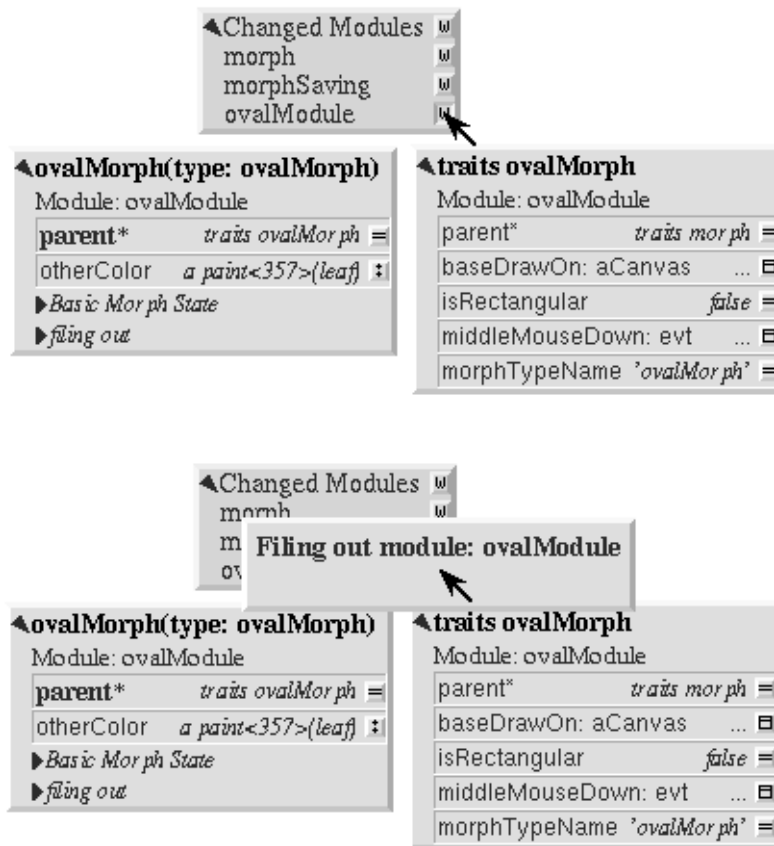 Changed Modules w
morph w
morphSaving w
ovalModule w
ovalMorph(type: ovalMorph)
Module: ovalModule
parent* traits ovalMorph =
otherColor a paint<357>(leaf) :
Basic Morph State
filing out
traits ovalMorph
Module: ovalModule
parent* traits morph =
baseDrawOn: aCanvas ...
isRectangular false =
middleMouseDown: evt ...
morphTypeName 'ovalMorph' =
Changed Modules w
morph w
m
ov
Filing out module: ovalModule
ovalMorph(type: ovalMorph)
Module: ovalModule
parent* traits ovalMorph =
otherColor a paint<357>(leaf) :
Basic Morph State
filing out
traits ovalMorph
Module: ovalModule
parent* traits morph =
baseDrawOn: aCanvas ...
isRectangular false =
middleMouseDown: evt ...
morphTypeName 'ovalMorph' =